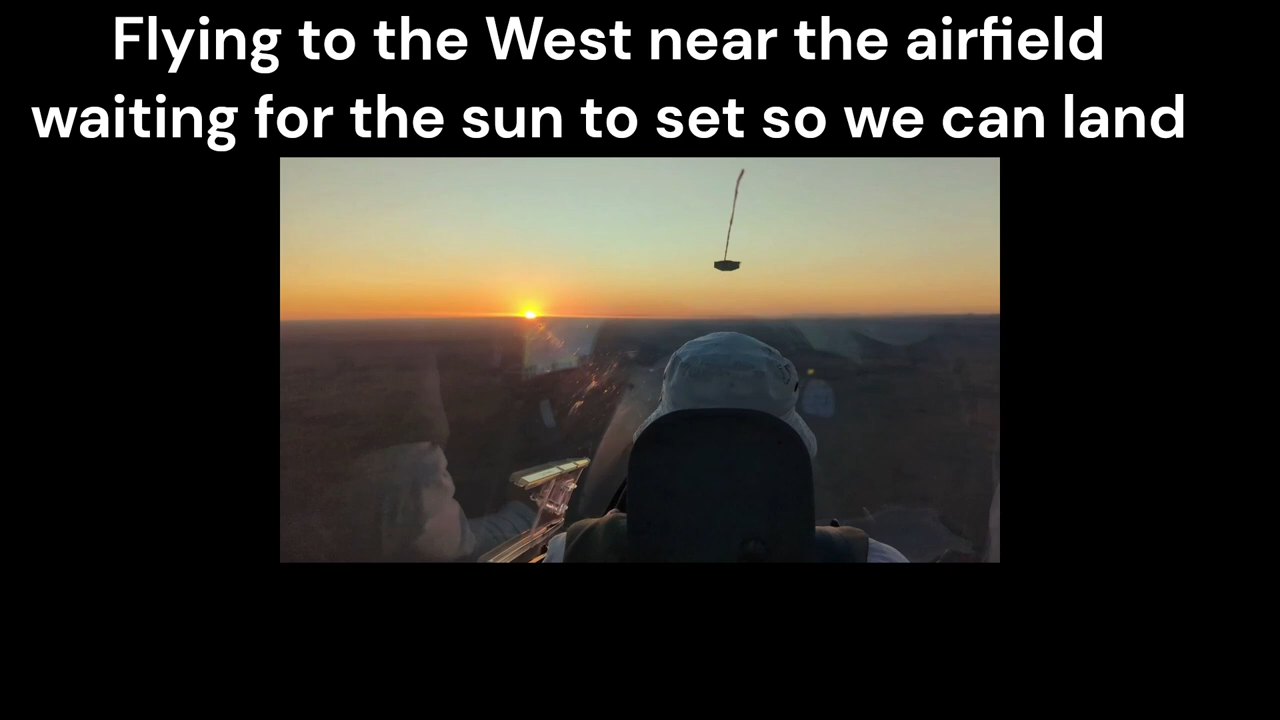 Flying to the West near the airfield
waiting for the sun to set so we can land